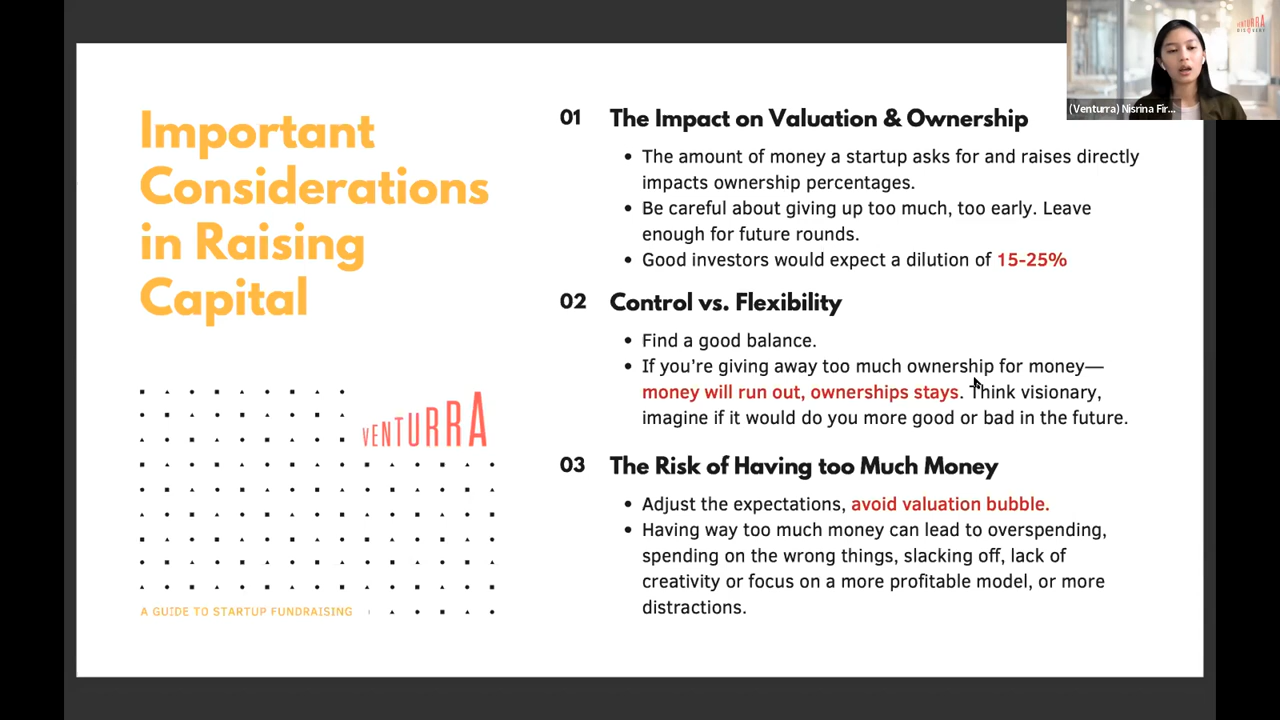 Important
Considerations
in Raising
Capital
VENTURRA
A GUIDE TO STARTUP FUNDRAISING
01 The Impact on Valuation & Ownership
• The amount of money a startup asks for and raises directly
impacts ownership percentages.
• Be careful about giving up too much, too early. Leave
enough for future rounds.
• Good investors would expect a dilution of 15-25%
02 Control vs. Flexibility
• Find a good balance.
• If you're giving away too much ownership for money—
money will run out, ownerships stays. Think visionary,
imagine if it would do you more good or bad in the future.
03 The Risk of Having too Much Money
• Adjust the expectations, avoid valuation bubble.
• Having way too much money can lead to overspending,
spending on the wrong things, slacking off, lack of
creativity or focus on a more profitable model, or more
distractions.
VENTURRA
DISCOVERY
(Venturra) Nisrina Fir...